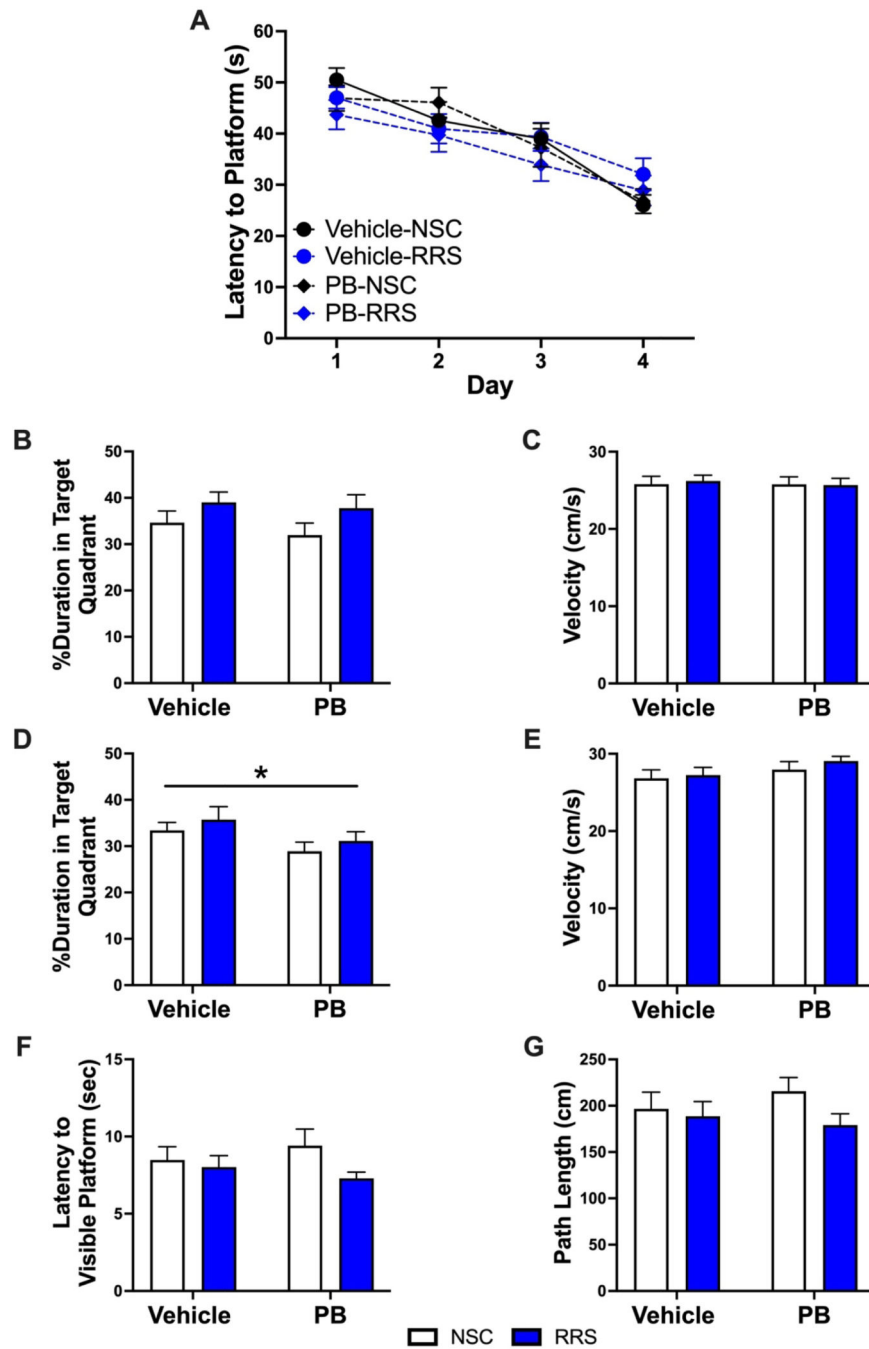 A
Latency to Platform (s)
60
50
40
30
20
10
0
Vehicle-NSC
Vehicle-RRS
PB-NSC
PB-RRS
1 2 3 4
Day
B
%Duration in Target
Quadrant
50
40
30
20
10
0
Vehicle PB
C
Velocity (cm/s)
30
20
10
0
Vehicle PB
D
%Duration in Target
Quadrant
50
40
30
20
10
0
*
Vehicle PB
E
Velocity (cm/s)
30
20
10
0
Vehicle PB
F
Latency to
Visible Platform (sec)
15
10
5
0
Vehicle PB
G
Path Length (cm)
250
200
150
100
50
0
Vehicle PB
NSC RRS